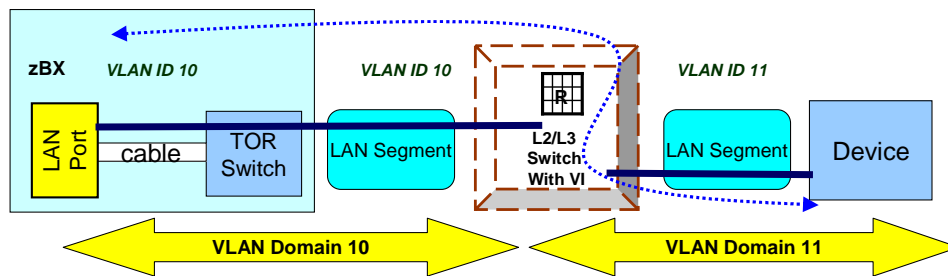 zBX
VLAN ID 10
VLAN ID 10
VLAN ID 11
LAN
Port
cable
TOR
Switch
LAN Segment
R
L2/L3
Switch
With VI
LAN Segment
Device
VLAN Domain 10
VLAN Domain 11